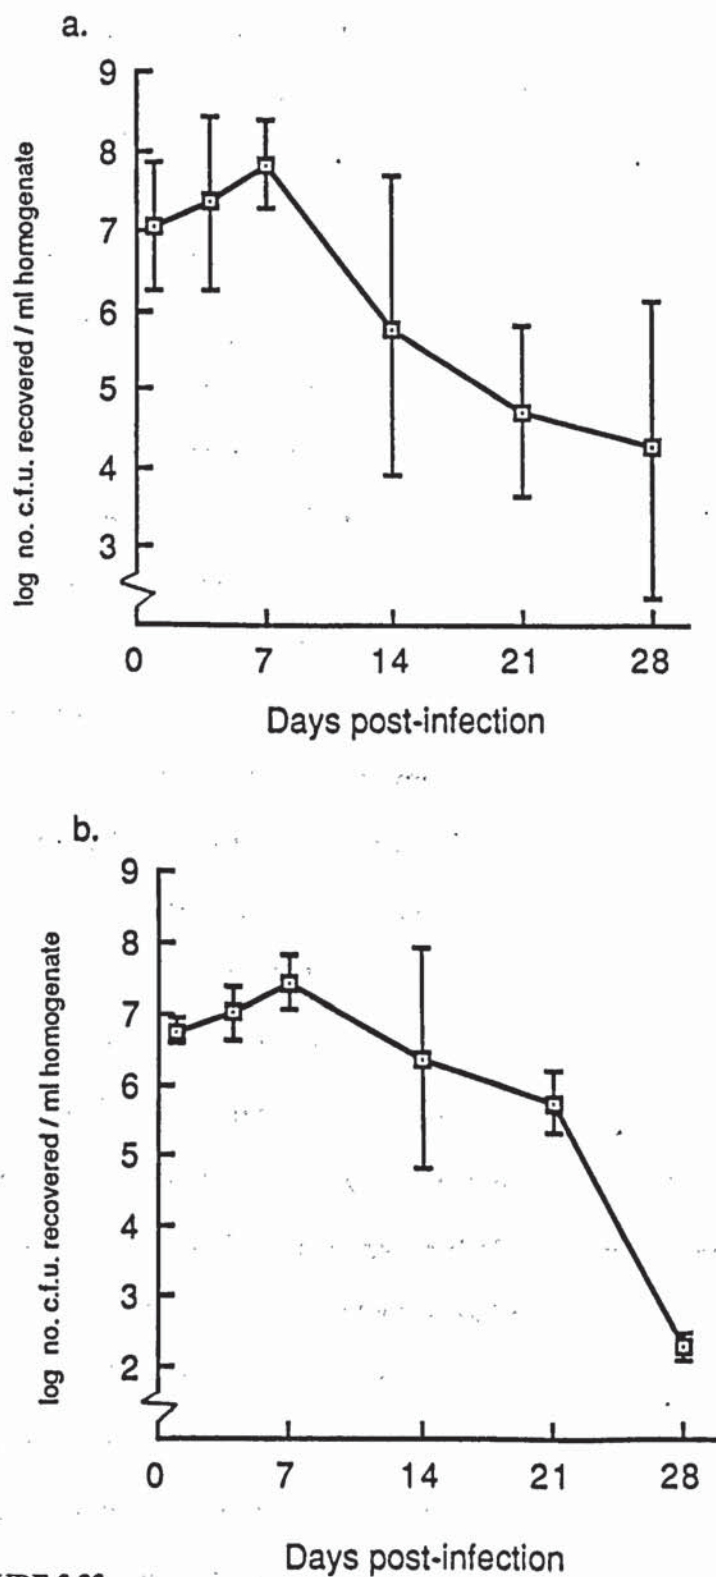 a.
9
8
7
6
5
4
3
log no. c.f.u. recovered / ml homogenate
0 7 14 21 28
Days post-infection
b.
9
8
7
6
5
4
3
2
log no. c.f.u. recovered / ml homogenate
0 7 14 21 28
Days post-infection